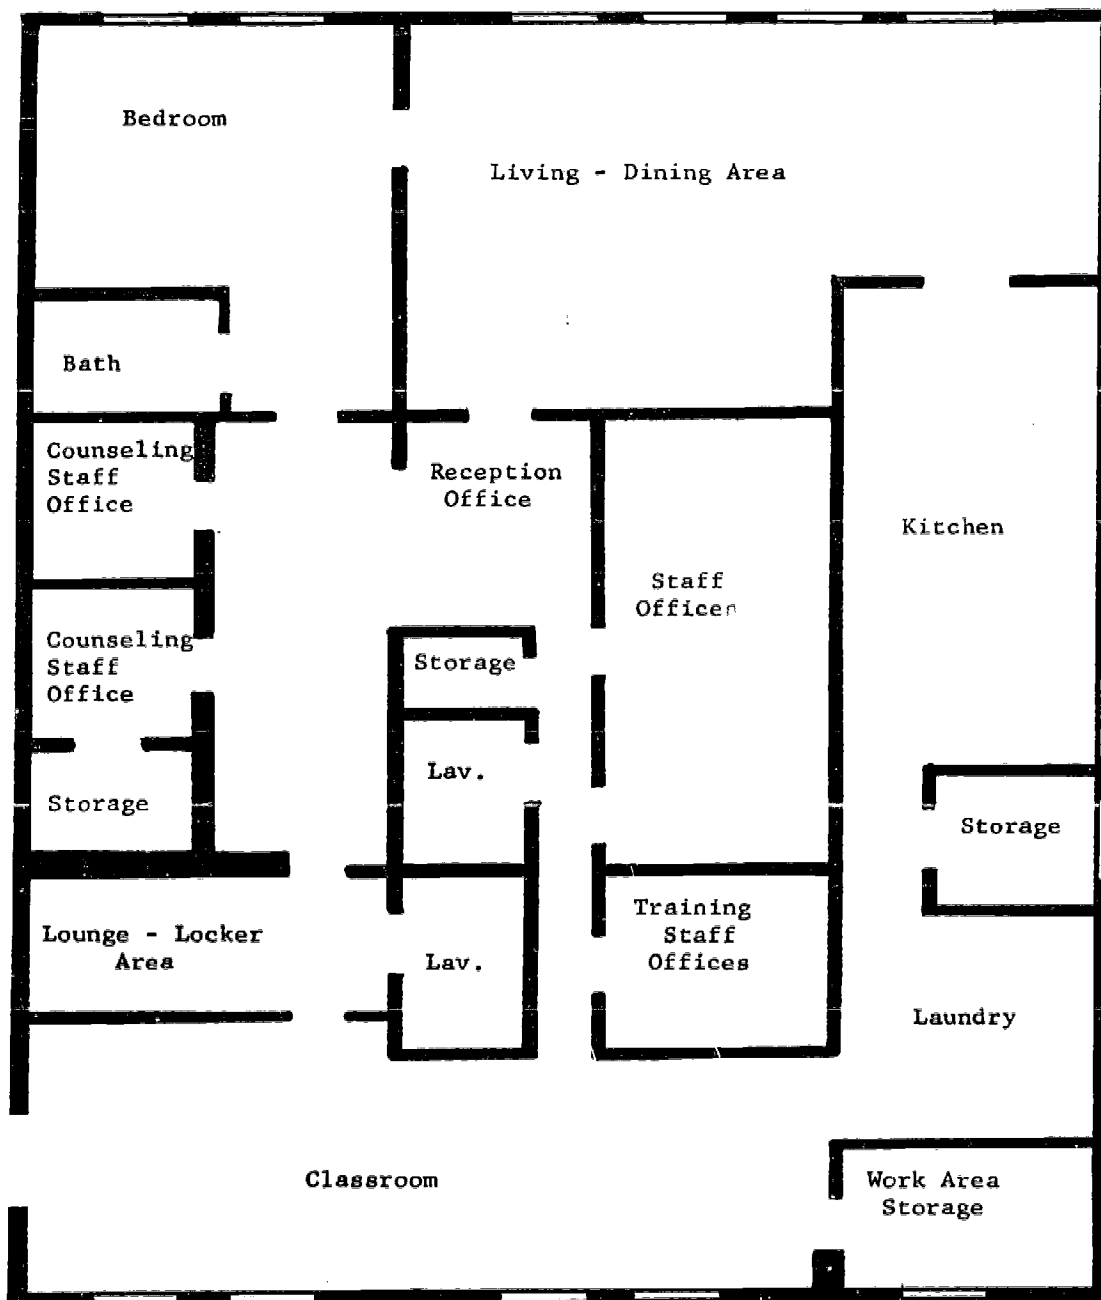 Bedroom
Living - Dining Area
Bath
Counseling
Staff
Office
Reception
Office
Kitchen
Staff
Offices
Counseling
Staff
Office
Storage
Lav.
Storage
Storage
Training
Staff
Offices
Lounge - Locker
Area
Lav.
Laundry
Classroom
Work Area
Storage